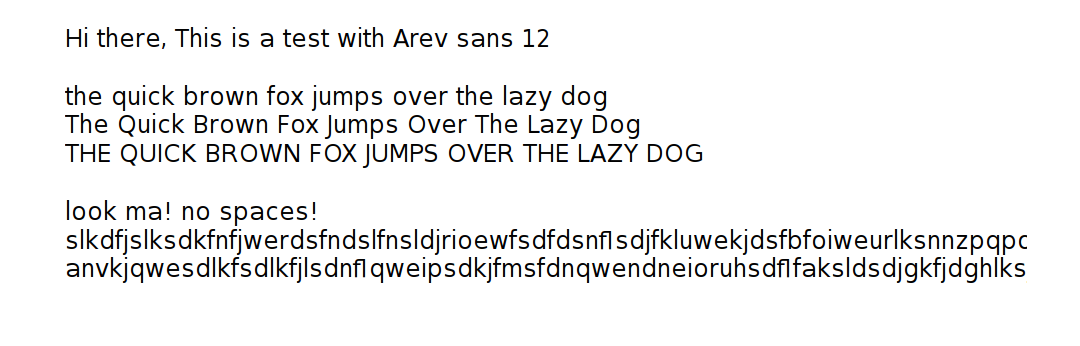 Hi there, This is a test with Arev sans 12
the quick brown fox jumps over the lazy dog
The Quick Brown Fox Jumps Over The Lazy Dog
THE QUICK BROWN FOX JUMPS OVER THE LAZY DOG
look ma! no spaces!
slkdfjslksdkfnfjwerdsfndslfnsldjrioewfsdfdsnflsdjfkluwekjdsfbfoiweurlksnnzpqpc
anvkjqwesdlkfsdlkfjlsdnflqweipsdkjfmsfdnqwendneioruhsdflfaksldsdjgkfjdghlks